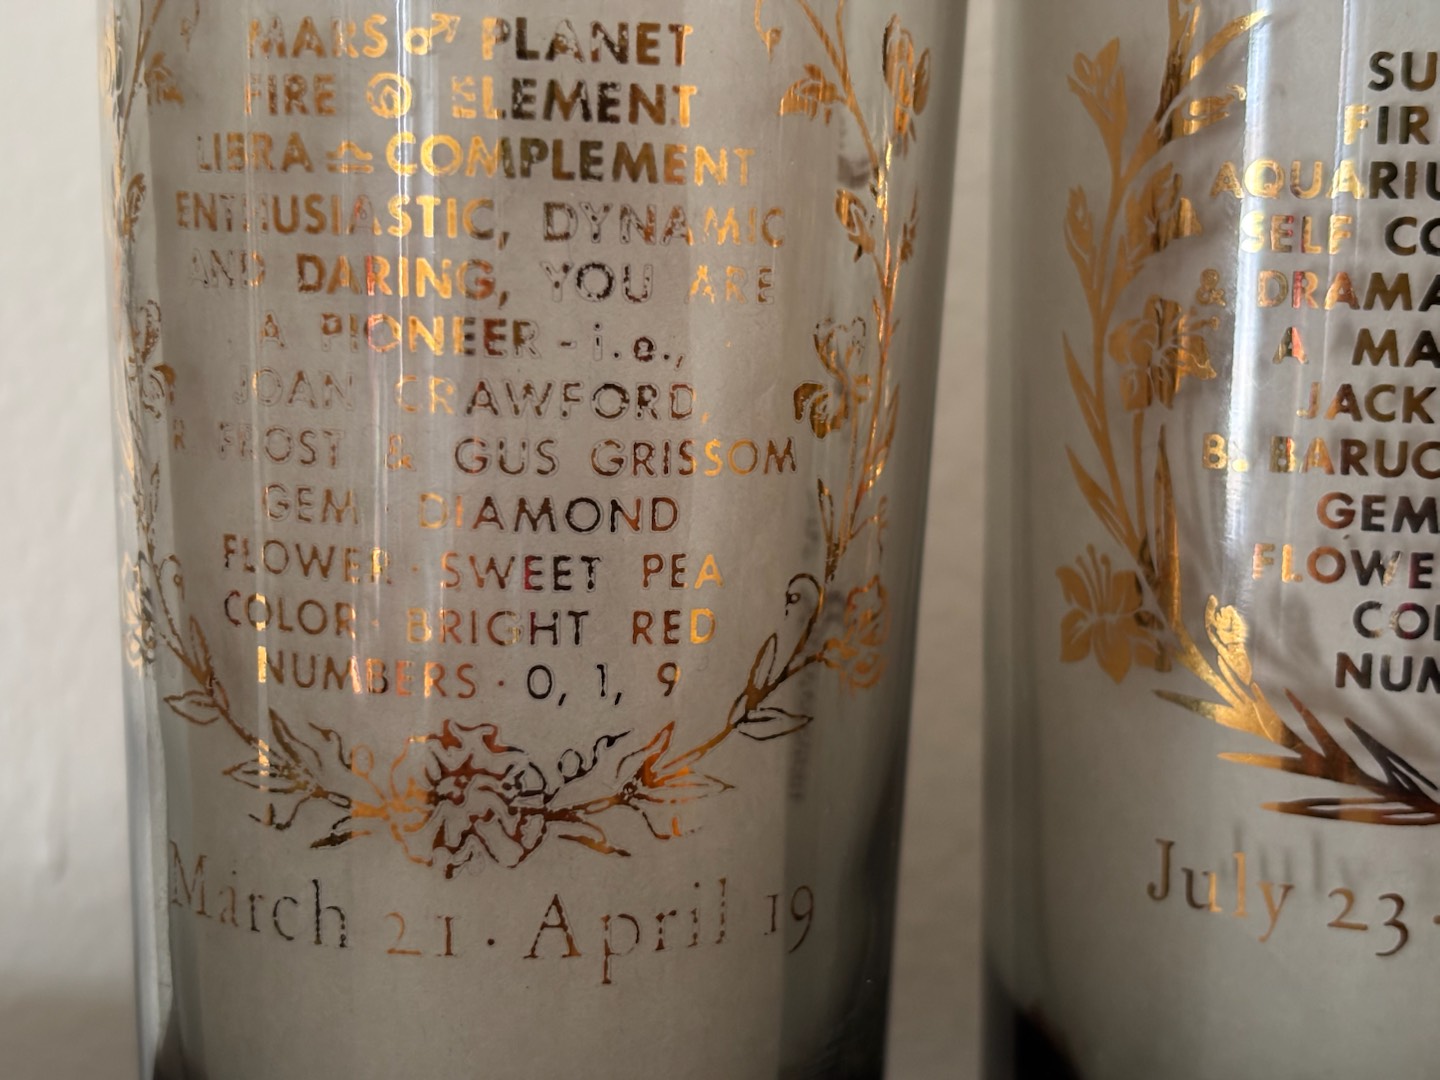 MARS ♂ PLANET
FIRE ELEMENT
LIBRA ♎ COMPLEMENT
ENTHUSIASTIC, DYNAMIC
AND DARING, YOU ARE
A PIONEER - i.e.,
JOAN CRAWFORD,
R. FROST & GUS GRISSOM
GEM · DIAMOND
FLOWER · SWEET PEA
COLOR · BRIGHT RED
NUMBERS · 0, 1, 9
March 21 · April 19
SU
FIR
AQUARIU
SELF CO
& DRAMA
A MA
JACK
B. BARUC
GEM
FLOWE
CO
NUM
July 23 ·